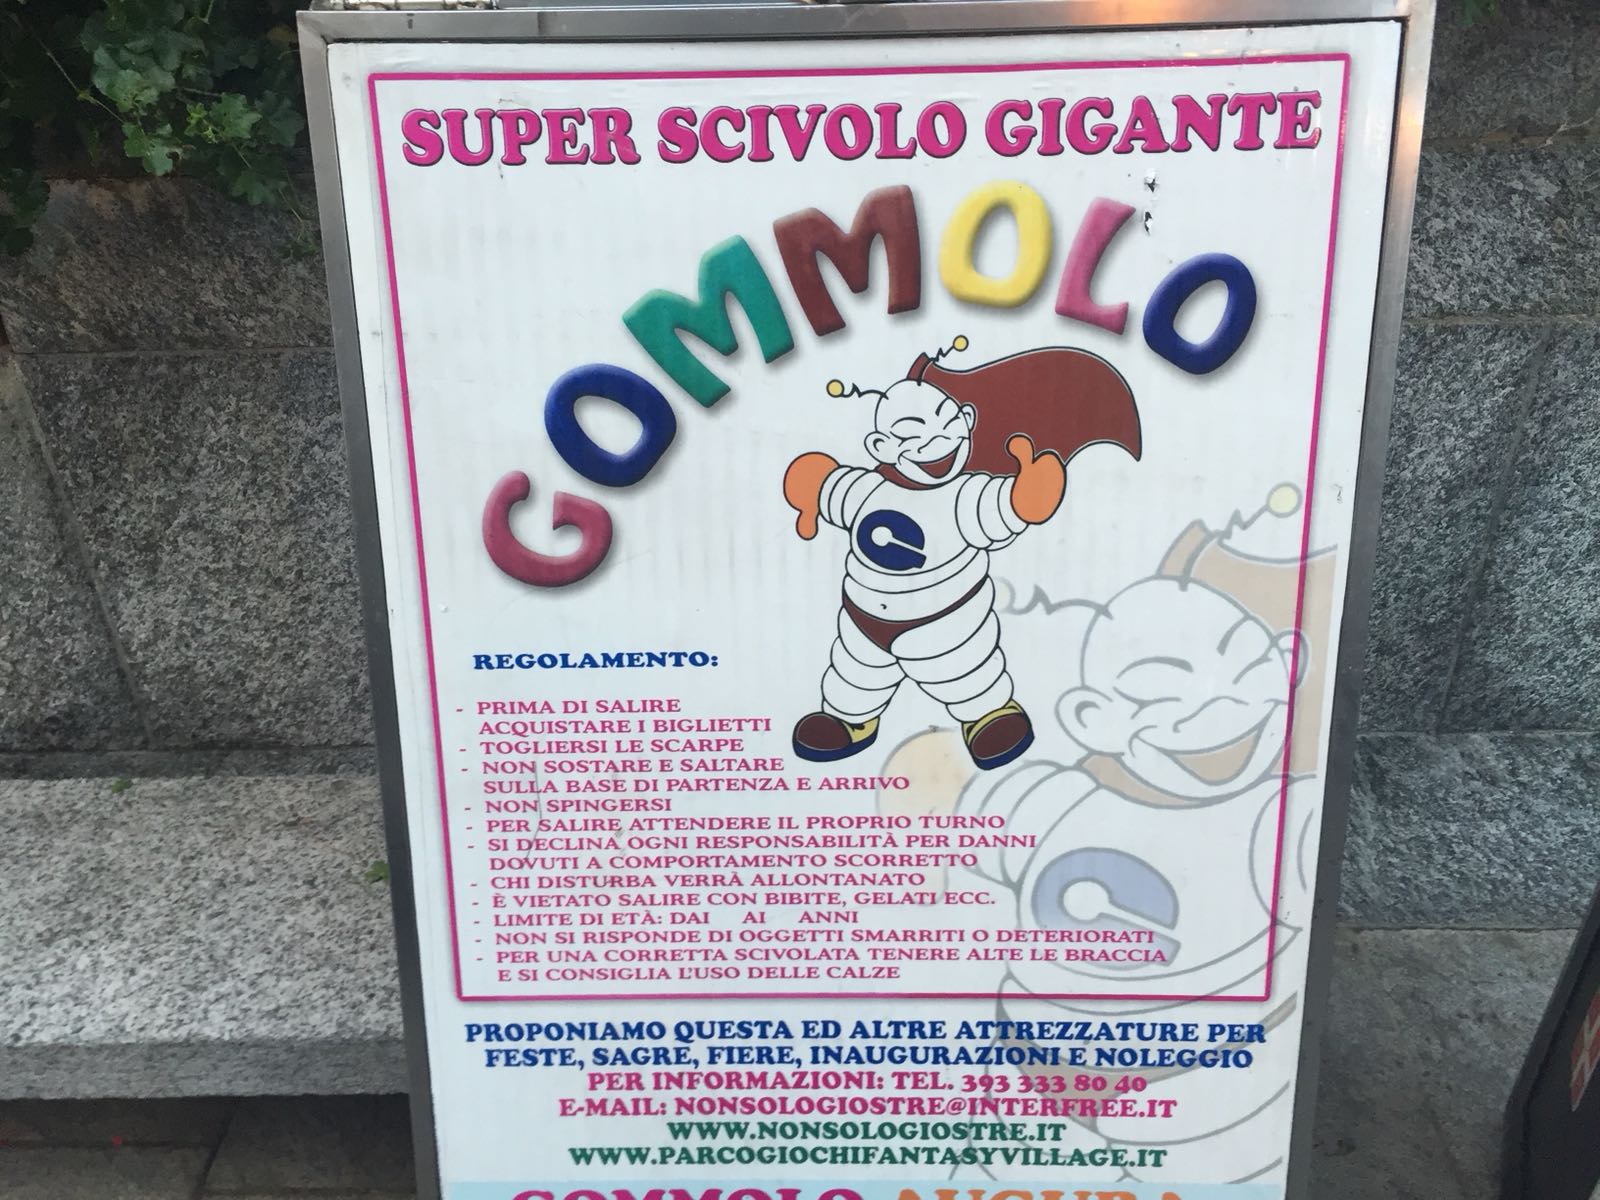 SUPER SCIVOLO GIGANTE
GOMMOLO
G
REGOLAMENTO:
- PRIMA DI SALIRE
ACQUISTARE I BIGLIETTI
- TOGLIERSI LE SCARPE
- NON SOSTARE E SALTARE
SULLA BASE DI PARTENZA E ARRIVO
- NON SPINGERSI
- PER SALIRE ATTENDERE IL PROPRIO TURNO
- SI DECLINA OGNI RESPONSABILITÀ PER DANNI
DOVUTI A COMPORTAMENTO SCORRETTO
- CHI DISTURBA VERRÀ ALLONTANATO
- È VIETATO SALIRE CON BIBITE, GELATI ECC.
- LIMITE DI ETÀ: DAI AI ANNI
- NON SI RISPONDE DI OGGETTI SMARRITI O DETERIORATI
- PER UNA CORRETTA SCIVOLATA TENERE ALTE LE BRACCIA
E SI CONSIGLIA L'USO DELLE CALZE
PROPONIAMO QUESTA ED ALTRE ATTREZZATURE PER
FESTE, SAGRE, FIERE, INAUGURAZIONI E NOLEGGIO
PER INFORMAZIONI: TEL. 393 333 80 40
E-MAIL: NONSOLOGIOSTRE@INTERFREE.IT
WWW.NONSOLOGIOSTRE.IT
WWW.PARCOGIOCHIFANTASYVILLAGE.IT
GOMMOLO AUGURA